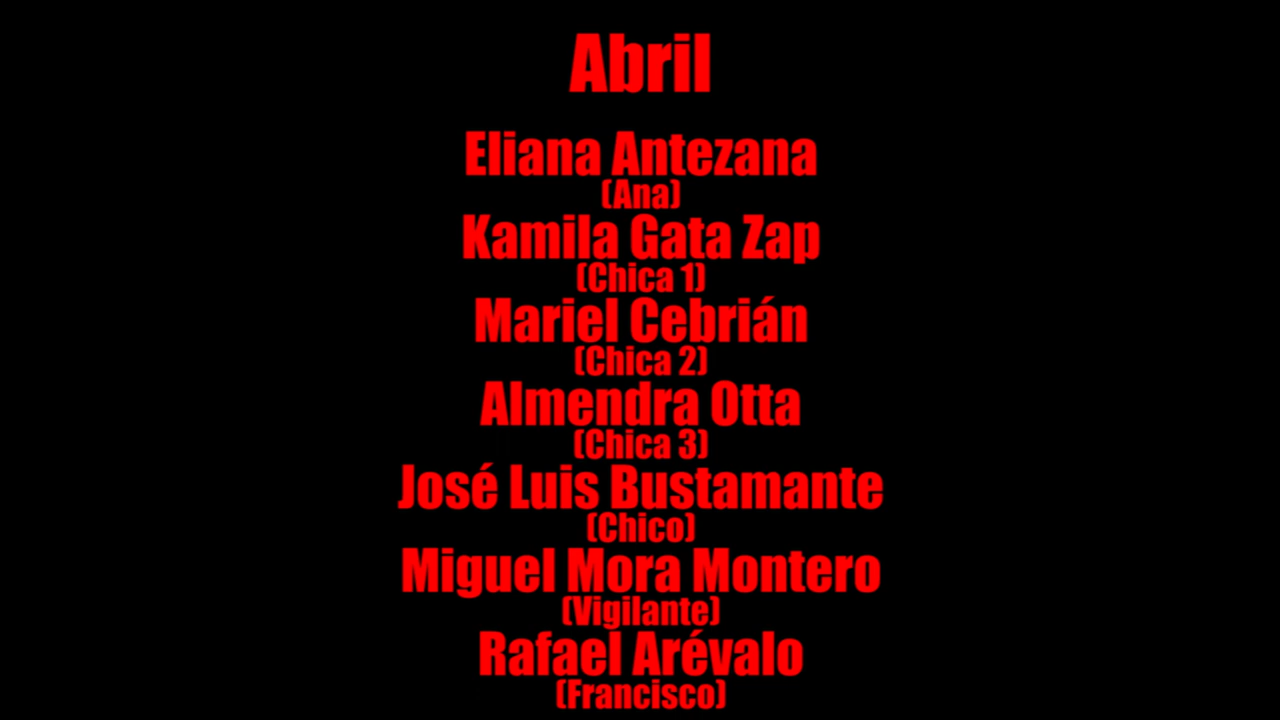 Abril
Eliana Antezana
(Ana)
Kamila Gata Zap
(Chica 1)
Mariel Cebrián
(Chica 2)
Almendra Otta
(Chica 3)
José Luis Bustamante
(Chico)
Miguel Mora Montero
(Vigilante)
Rafael Arévalo
(Francisco)